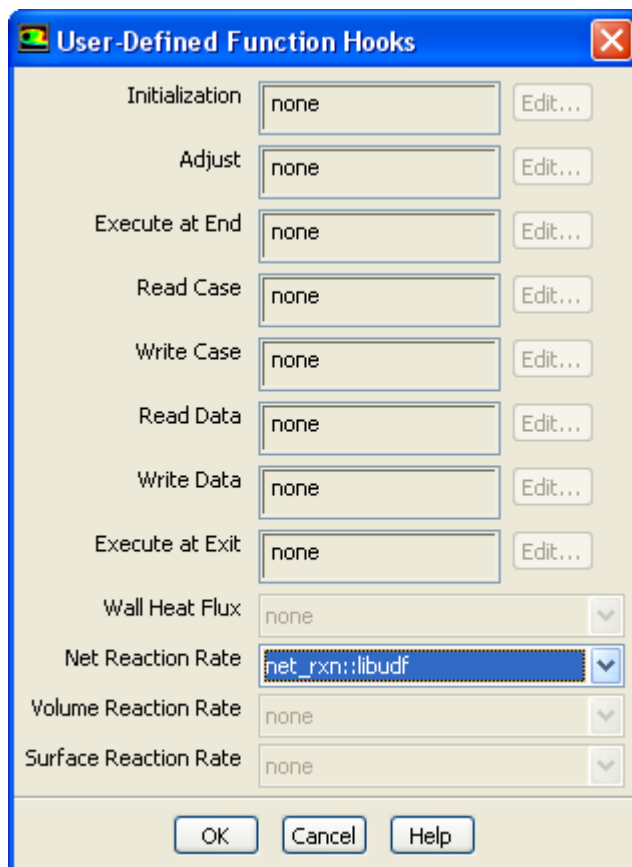 User-Defined Function Hooks
Initialization none Edit...
Adjust none Edit...
Execute at End none Edit...
Read Case none Edit...
Write Case none Edit...
Read Data none Edit...
Write Data none Edit...
Execute at Exit none Edit...
Wall Heat Flux none
Net Reaction Rate net_rxn::libudf
Volume Reaction Rate none
Surface Reaction Rate none
OK Cancel Help